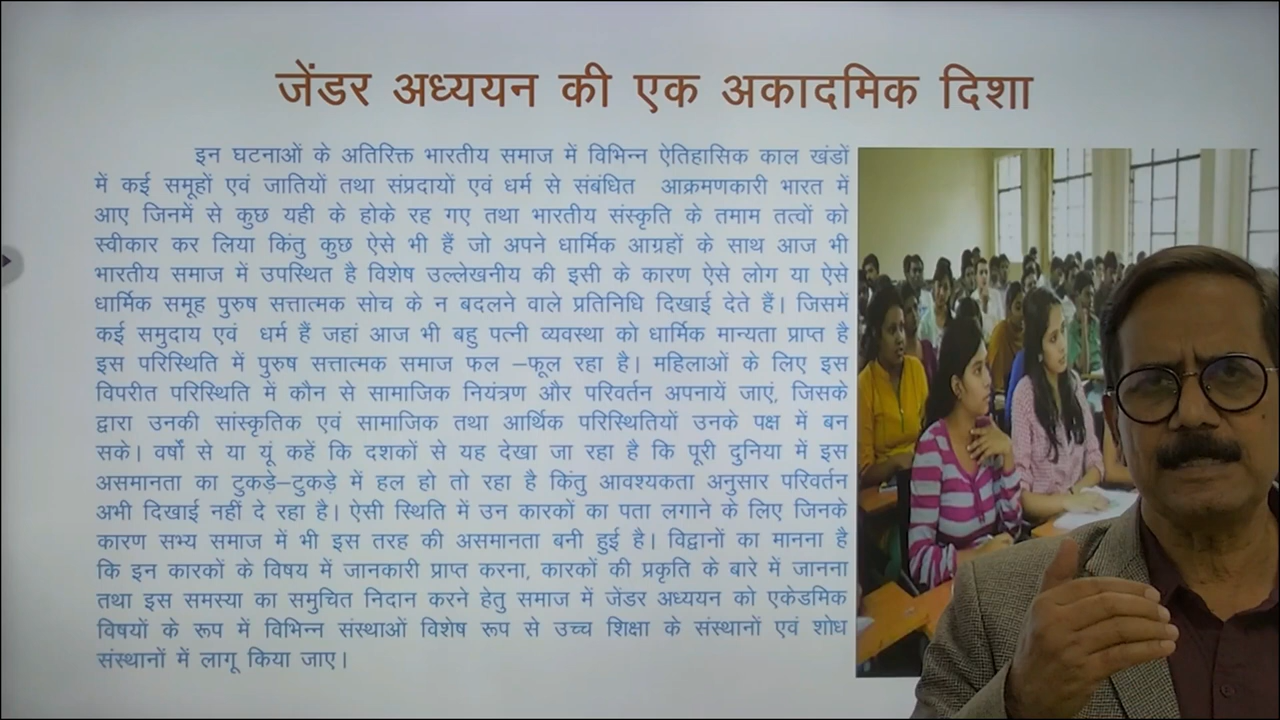 जेंडर अध्ययन की एक अकादमिक दिशा
इन घटनाओं के अतिरिक्त भारतीय समाज में विभिन्न ऐतिहासिक काल खंडों
में कई समूहों एवं जातियों तथा संप्रदायों एवं धर्म से संबंधित आक्रमणकारी भारत में
आए जिनमें से कुछ यही के होके रह गए तथा भारतीय संस्कृति के तमाम तत्वों को
स्वीकार कर लिया किंतु कुछ ऐसे भी हैं जो अपने धार्मिक आग्रहों के साथ आज भी
भारतीय समाज में उपस्थित है विशेष उल्लेखनीय की इसी के कारण ऐसे लोग या ऐसे
धार्मिक समूह पुरुष सत्तात्मक सोच के न बदलने वाले प्रतिनिधि दिखाई देते हैं। जिसमें
कई समुदाय एवं धर्म हैं जहां आज भी बहु पत्नी व्यवस्था को धार्मिक मान्यता प्राप्त है
इस परिस्थिति में पुरुष सत्तात्मक समाज फल –फूल रहा है। महिलाओं के लिए इस
विपरीत परिस्थिति में कौन से सामाजिक नियंत्रण और परिवर्तन अपनायें जाएं, जिसके
द्वारा उनकी सांस्कृतिक एवं सामाजिक तथा आर्थिक परिस्थितियों उनके पक्ष में बन
सके। वर्षों से या यूं कहें कि दशकों से यह देखा जा रहा है कि पूरी दुनिया में इस
असमानता का टुकड़े–टुकड़े में हल हो तो रहा है किंतु आवश्यकता अनुसार परिवर्तन
अभी दिखाई नहीं दे रहा है। ऐसी स्थिति में उन कारकों का पता लगाने के लिए जिनके
कारण सभ्य समाज में भी इस तरह की असमानता बनी हुई है। विद्वानों का मानना है
कि इन कारकों के विषय में जानकारी प्राप्त करना, कारकों की प्रकृति के बारे में जानना
तथा इस समस्या का समुचित निदान करने हेतु समाज में जेंडर अध्ययन को एकेडमिक
विषयों के रूप में विभिन्न संस्थाओं विशेष रूप से उच्च शिक्षा के संस्थानों एवं शोध
संस्थानों में लागू किया जाए।